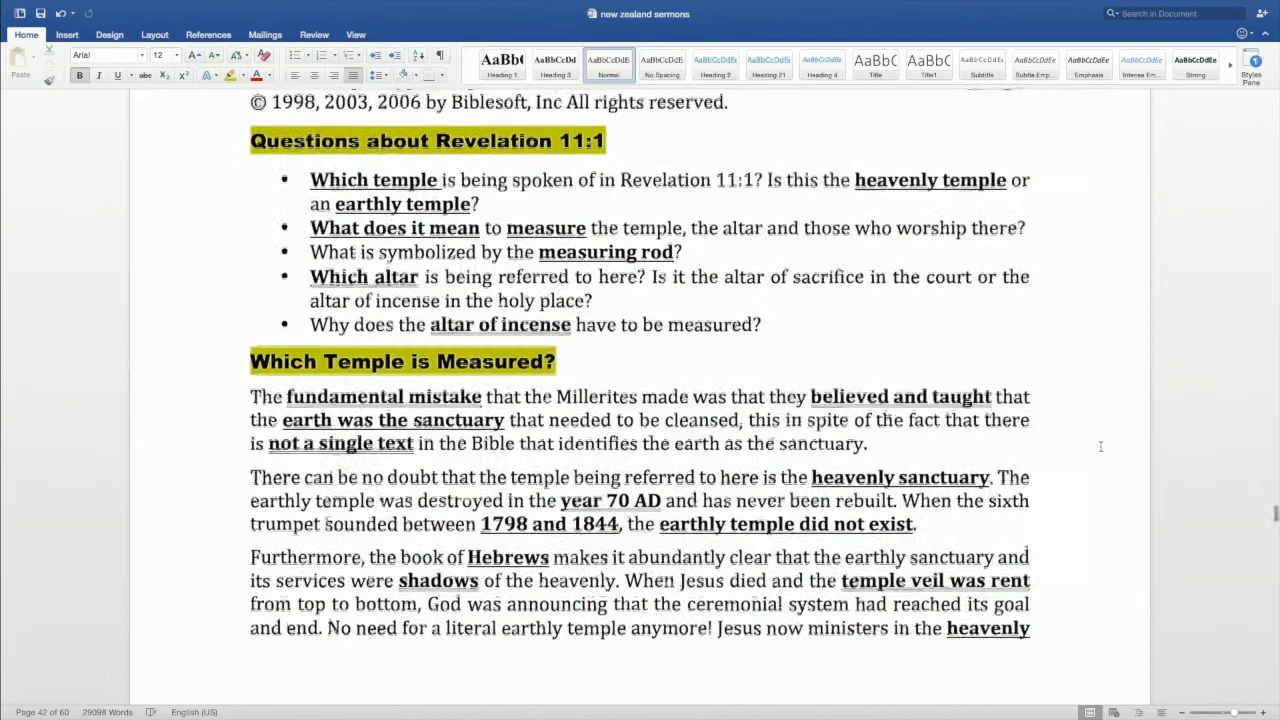 new zealand sermons
Search in Document
Home Insert Design Layout References Mailings Review View
Paste
Arial 12
AaBbC AaBbCcDd AaBbCcDdEe AaBbCcDdEe AaBbCcDd AaBbCcDd AaBbCcDdEe AaBbC AaBbC AaBbCcDdEe AaBbCcDdEe AaBbCcDdEe AaBbCcDdEe AaBbCcDdEe
Heading 1 Heading 3 Normal No Spacing Heading 2 Heading 21 Heading 4 Title Title1 Subtitle Subtle Emp... Emphasis Intense Em... Strong
Styles
Pane
© 1998, 2003, 2006 by Biblesoft, Inc All rights reserved.
Questions about Revelation 11:1
• Which temple is being spoken of in Revelation 11:1? Is this the heavenly temple or
an earthly temple?
• What does it mean to measure the temple, the altar and those who worship there?
• What is symbolized by the measuring rod?
• Which altar is being referred to here? Is it the altar of sacrifice in the court or the
altar of incense in the holy place?
• Why does the altar of incense have to be measured?
Which Temple is Measured?
The fundamental mistake that the Millerites made was that they believed and taught that
the earth was the sanctuary that needed to be cleansed, this in spite of the fact that there
is not a single text in the Bible that identifies the earth as the sanctuary.
There can be no doubt that the temple being referred to here is the heavenly sanctuary. The
earthly temple was destroyed in the year 70 AD and has never been rebuilt. When the sixth
trumpet sounded between 1798 and 1844, the earthly temple did not exist.
Furthermore, the book of Hebrews makes it abundantly clear that the earthly sanctuary and
its services were shadows of the heavenly. When Jesus died and the temple veil was rent
from top to bottom, God was announcing that the ceremonial system had reached its goal
and end. No need for a literal earthly temple anymore! Jesus now ministers in the heavenly
Page 42 of 60 29098 Words English (US)